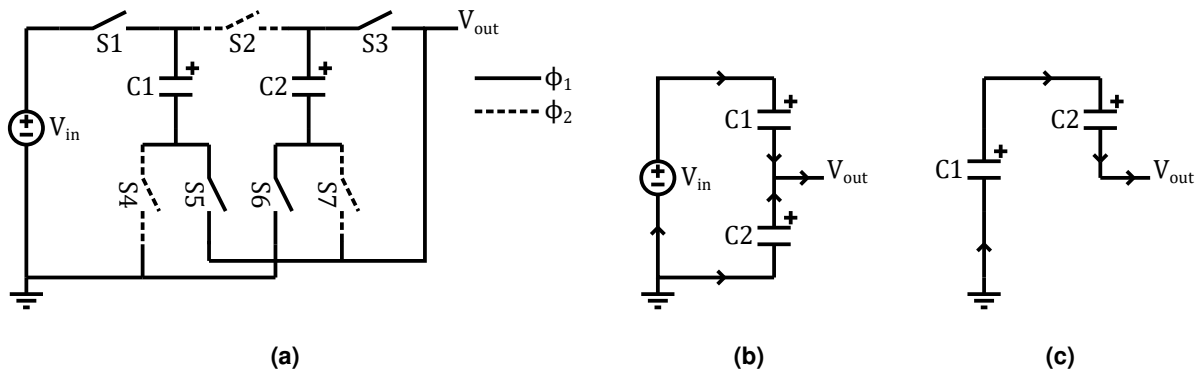 S1
S2
S3
V_out
C1
C2
V_in
S4
S5
S6
S7
ϕ_1
ϕ_2
(a)
C1
V_in
V_out
C2
(b)
C1
C2
V_out
(c)